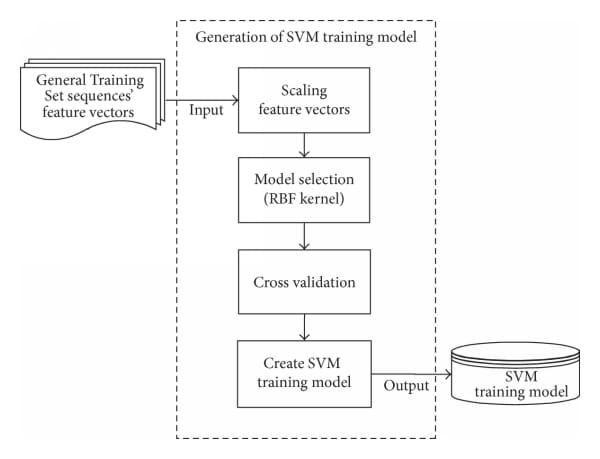 Generation of SVM training model
General Training
Set sequences’
feature vectors
Input
Scaling
feature vectors
Model selection
(RBF kernel)
Cross validation
Create SVM
training model
Output
SVM
training model